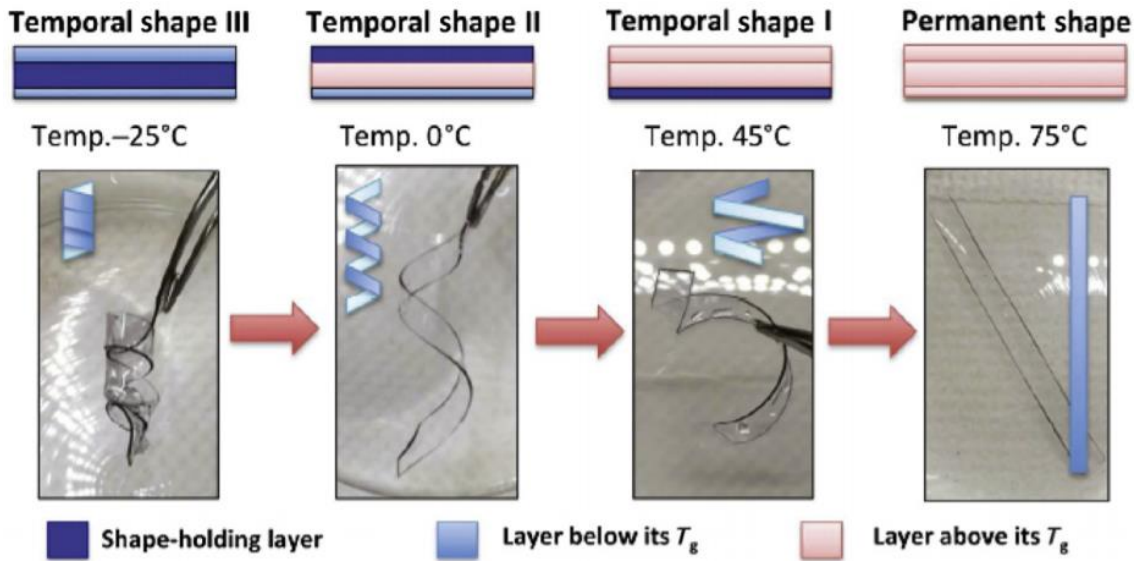 Temporal shape III
Temporal shape II
Temporal shape I
Permanent shape
Temp.–25°C
Temp. 0°C
Temp. 45°C
Temp. 75°C
Shape-holding layer
Layer below its Tg
Layer above its Tg